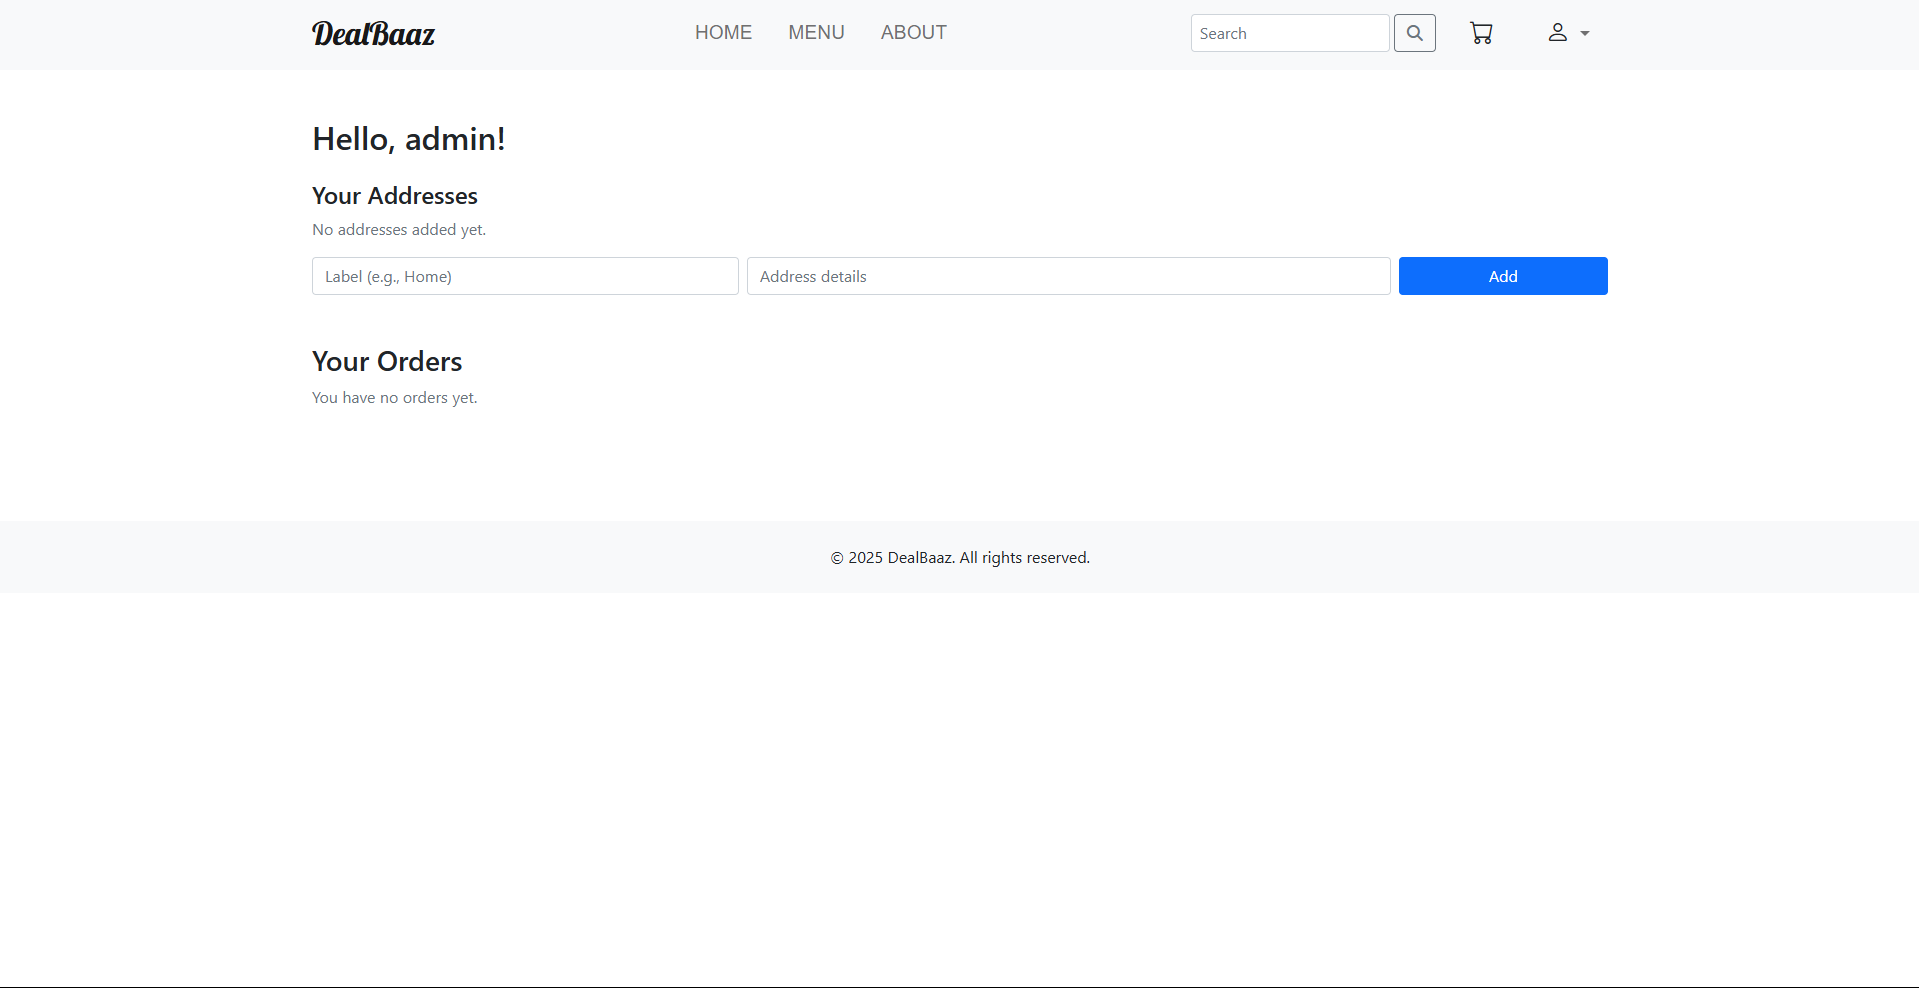 DealBaaz
HOME MENU ABOUT
Search
Hello, admin!
Your Addresses
No addresses added yet.
Label (e.g., Home) Address details Add
Your Orders
You have no orders yet.
© 2025 DealBaaz. All rights reserved.